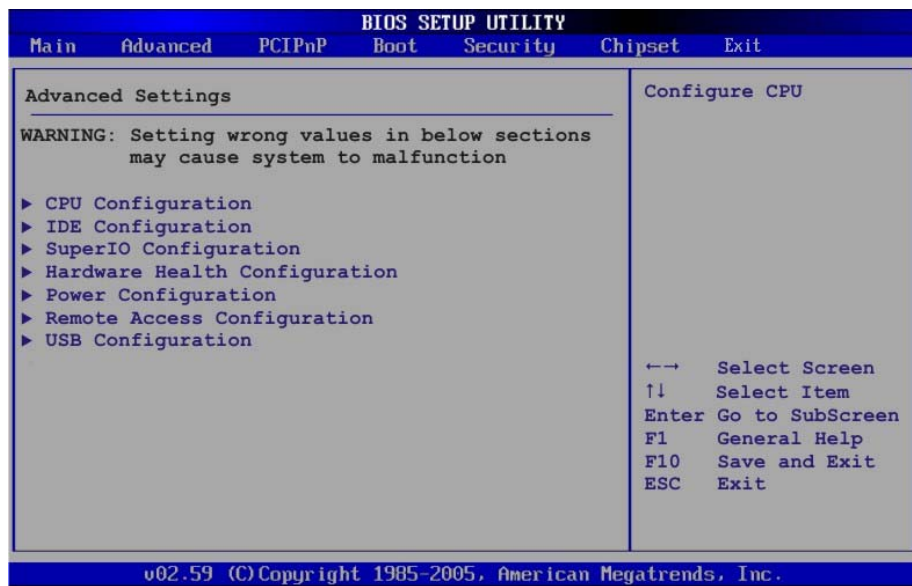 BIOS SETUP UTILITY
Main Advanced PCIPnP Boot Security Chipset Exit
Advanced Settings
WARNING: Setting wrong values in below sections
may cause system to malfunction
▶ CPU Configuration
▶ IDE Configuration
▶ SuperIO Configuration
▶ Hardware Health Configuration
▶ Power Configuration
▶ Remote Access Configuration
▶ USB Configuration
Configure CPU
←→ Select Screen
↑↓ Select Item
Enter Go to SubScreen
F1 General Help
F10 Save and Exit
ESC Exit
v02.59 (C)Copyright 1985-2005, American Megatrends, Inc.